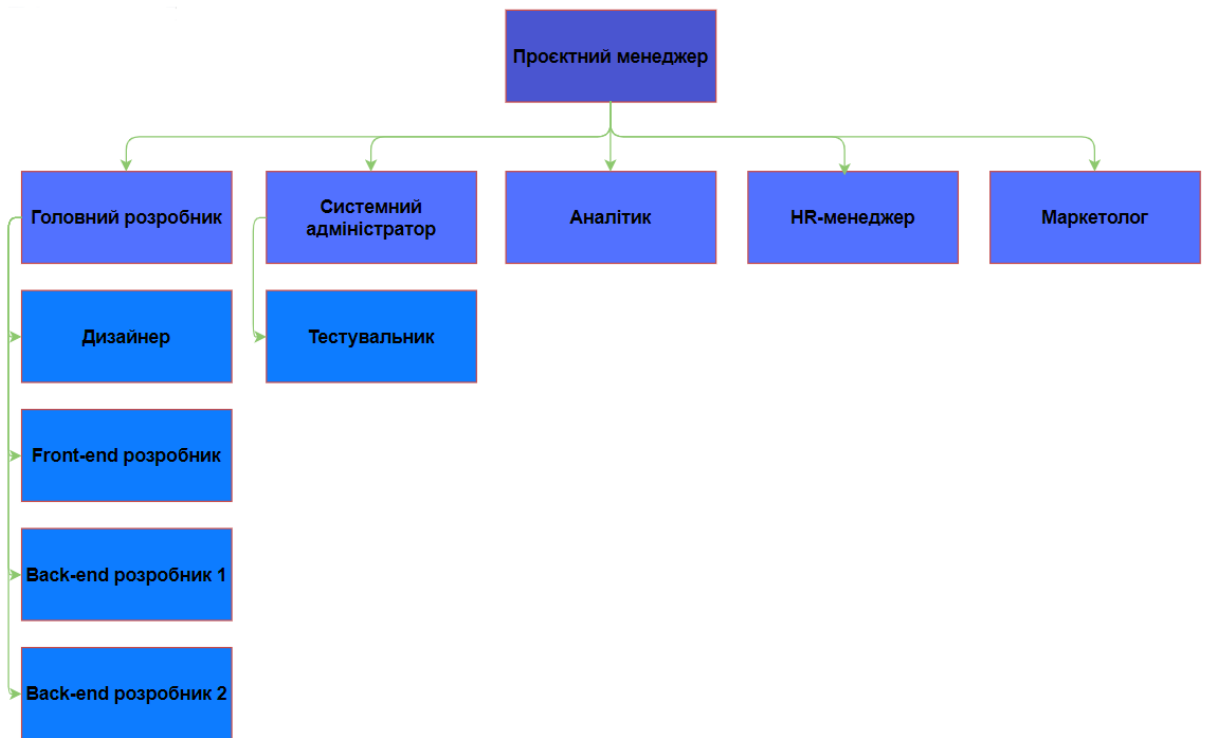 Проєктний менеджер
Головний розробник
Системний
адміністратор
Аналітик
HR-менеджер
Маркетолог
Дизайнер
Тестувальник
Front-end розробник
Back-end розробник 1
Back-end розробник 2